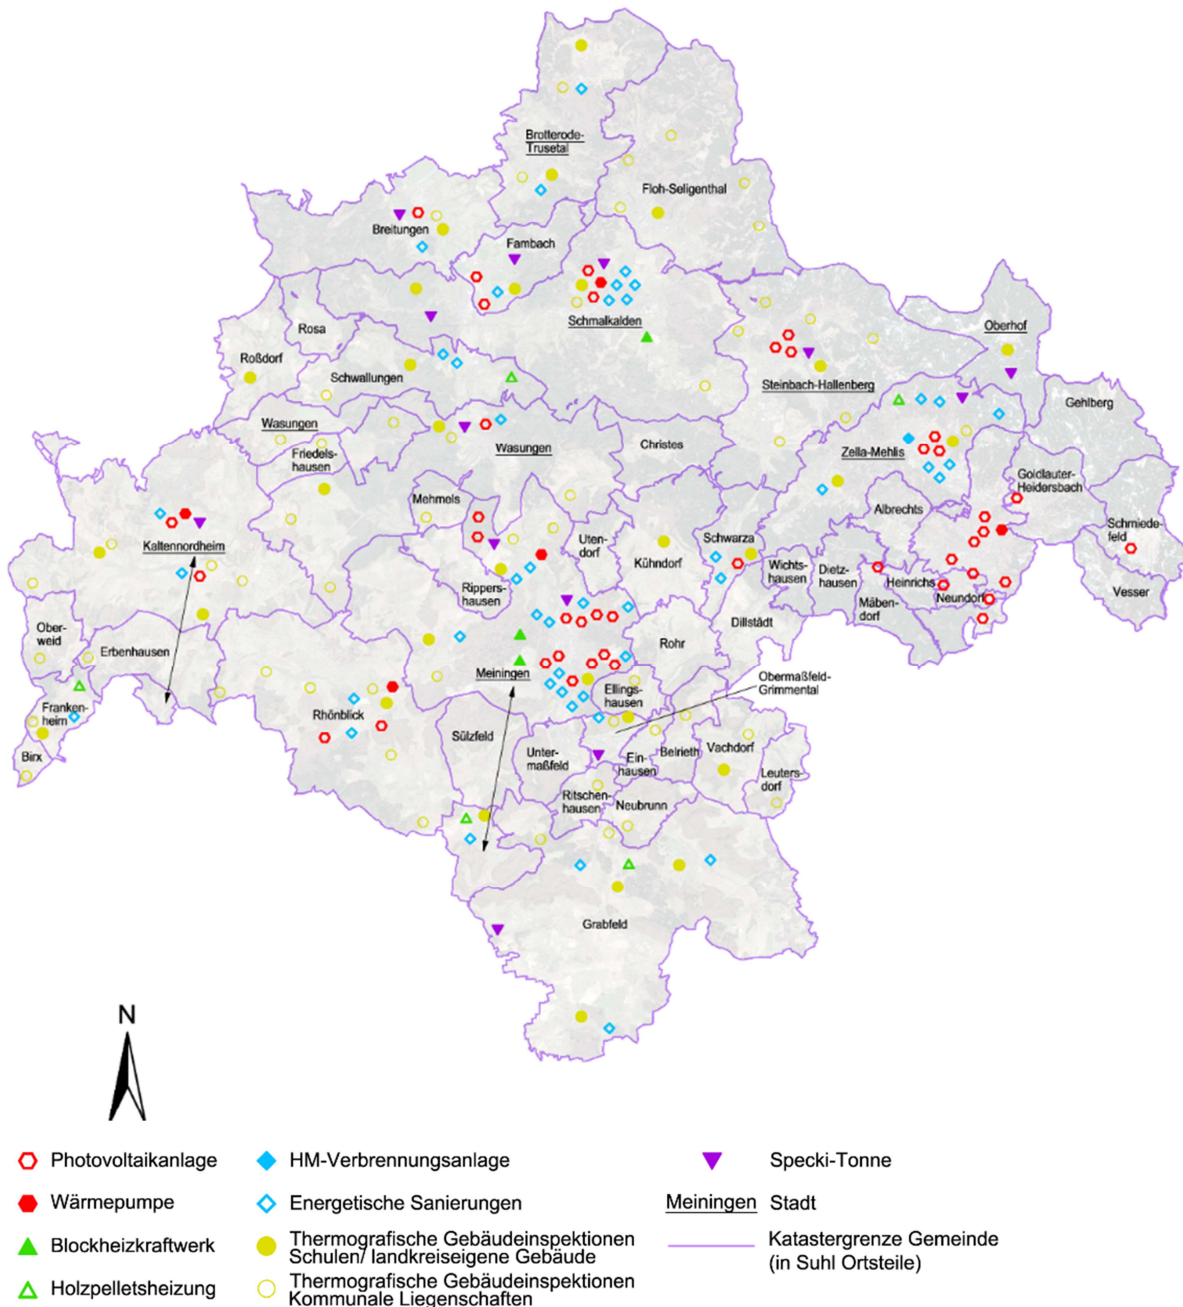 Brotterode-
Trusetal
Floh-Seligenthal
Breitungen
Fambach
Schmalkalden
Rosa
Roßdorf
Schwallungen
Oberhof
Steinbach-Hallenberg
Gehlberg
Wasungen
Wasungen
Christes
Friedels-
hausen
Zella-Mehlis
Goldlauter-
Heidersbach
Mehmels
Albrechts
Schmiede-
feld
Kaltennordheim
Uten-
dorf
Kühndorf
Schwarza
Wichts-
hausen
Dietz-
hausen
Heinrichs
Neundorf
Vesser
Rippers-
hausen
Mäben-
dorf
Dillstädt
Ober-
weid
Erbenhausen
Rohr
Meiningen
Obermaßfeld-
Grimmental
Ellings-
hausen
Franken-
heim
Rhönblick
Sülzfeld
Birx
Unter-
maßfeld
Ein-
hausen
Belrieth
Vachdorf
Leuters-
dorf
Ritschen-
hausen
Neubrunn
Grabfeld
N
Photovoltaikanlage
Wärmepumpe
Blockheizkraftwerk
Holzpelletsheizung
HM-Verbrennungsanlage
Energetische Sanierungen
Thermografische Gebäudeinspektionen
Schulen/ landkreiseigene Gebäude
Thermografische Gebäudeinspektionen
Kommunale Liegenschaften
Specki-Tonne
Meiningen Stadt
Katastergrenze Gemeinde
(in Suhl Ortsteile)